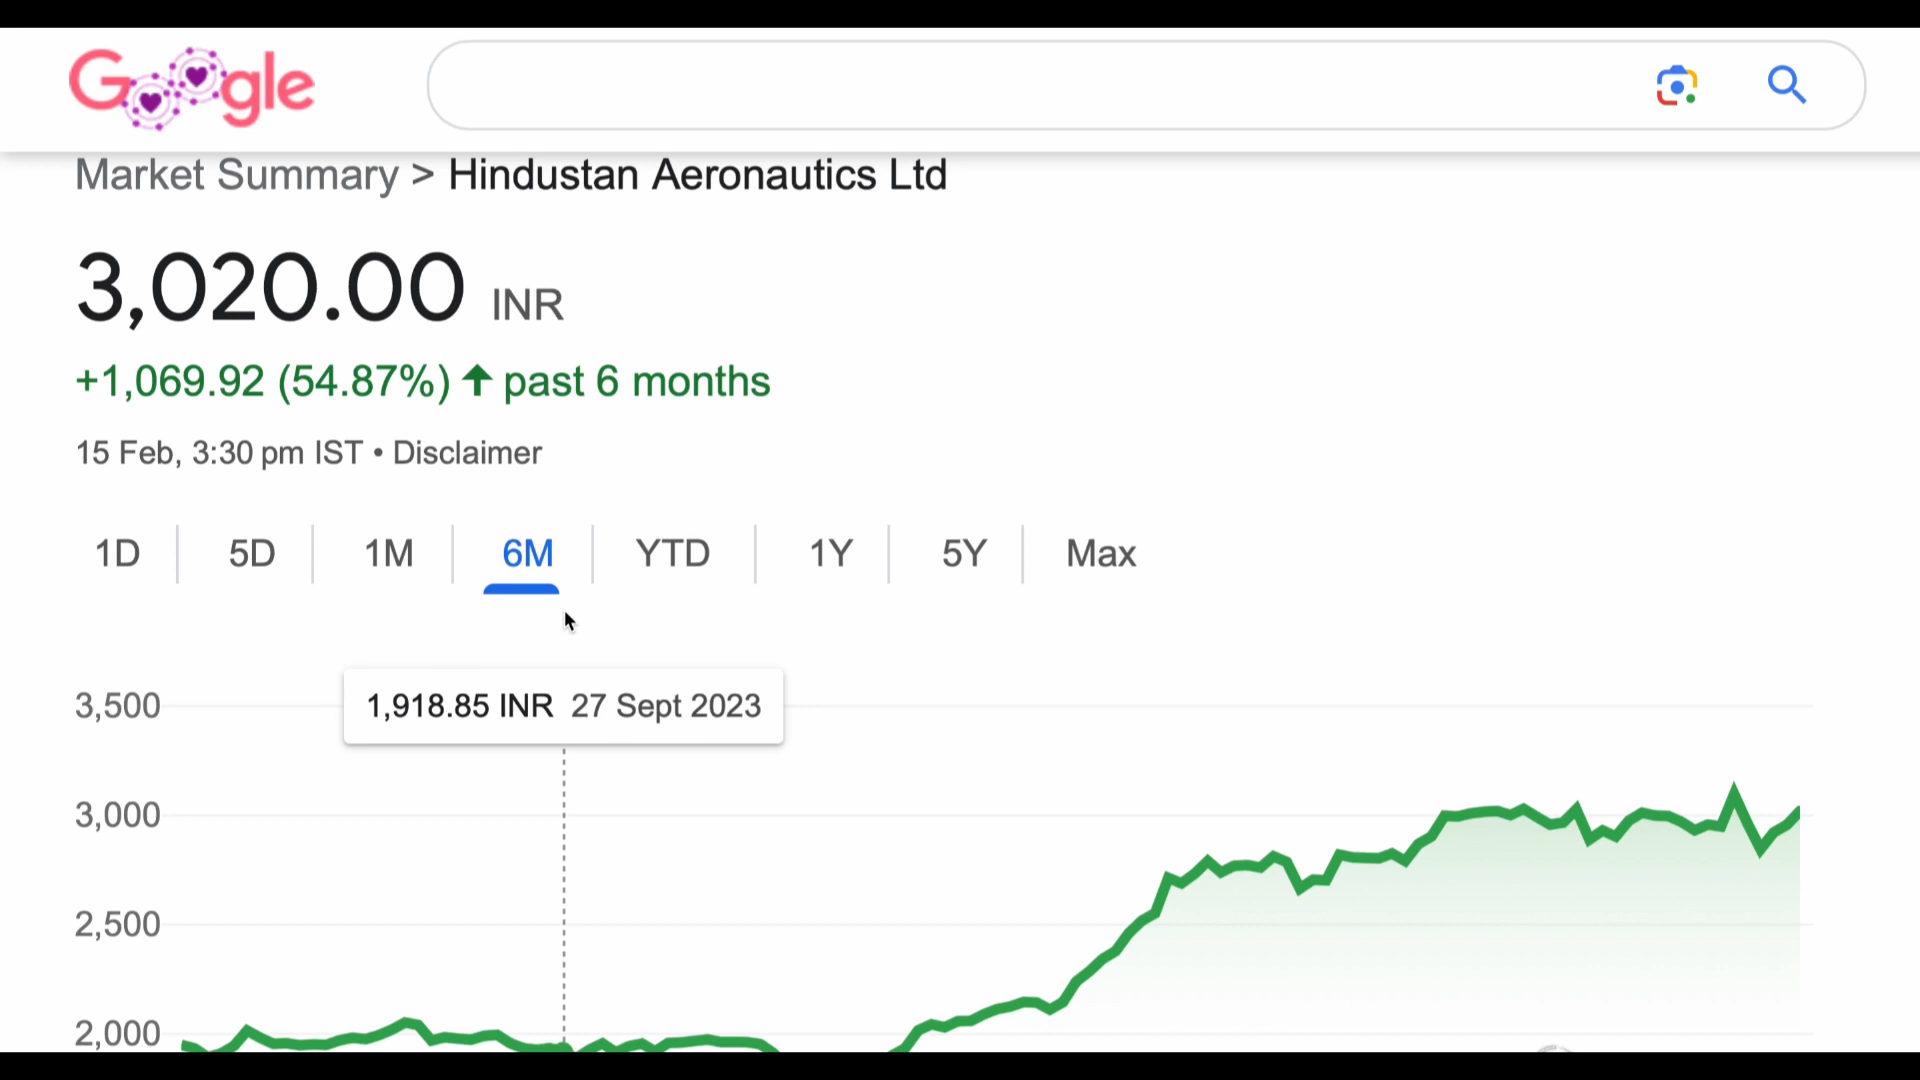 Google
Market Summary > Hindustan Aeronautics Ltd
3,020.00 INR
+1,069.92 (54.87%) ↑ past 6 months
15 Feb, 3:30 pm IST • Disclaimer
1D 5D 1M 6M YTD 1Y 5Y Max
1,918.85 INR 27 Sept 2023
3,500
3,000
2,500
2,000